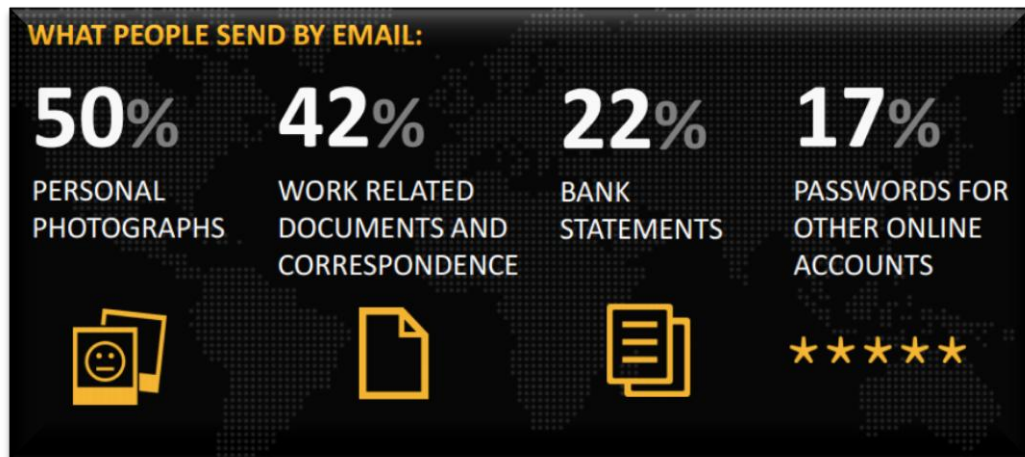 WHAT PEOPLE SEND BY EMAIL:
50%
PERSONAL
PHOTOGRAPHS
42%
WORK RELATED
DOCUMENTS AND
CORRESPONDENCE
22%
BANK
STATEMENTS
17%
PASSWORDS FOR
OTHER ONLINE
ACCOUNTS
*****